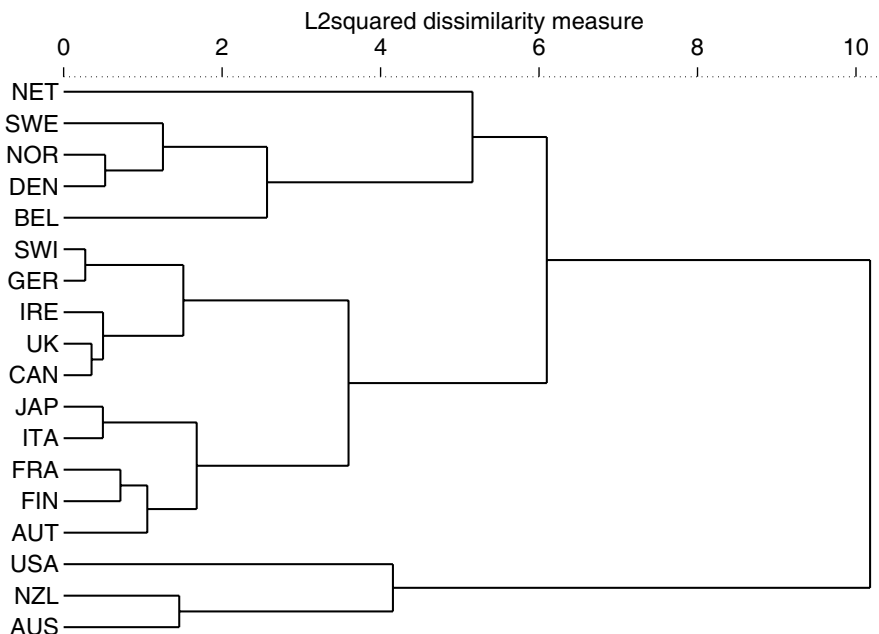 L2squared dissimilarity measure
0 2 4 6 8 10
NET
SWE
NOR
DEN
BEL
SWI
GER
IRE
UK
CAN
JAP
ITA
FRA
FIN
AUT
USA
NZL
AUS